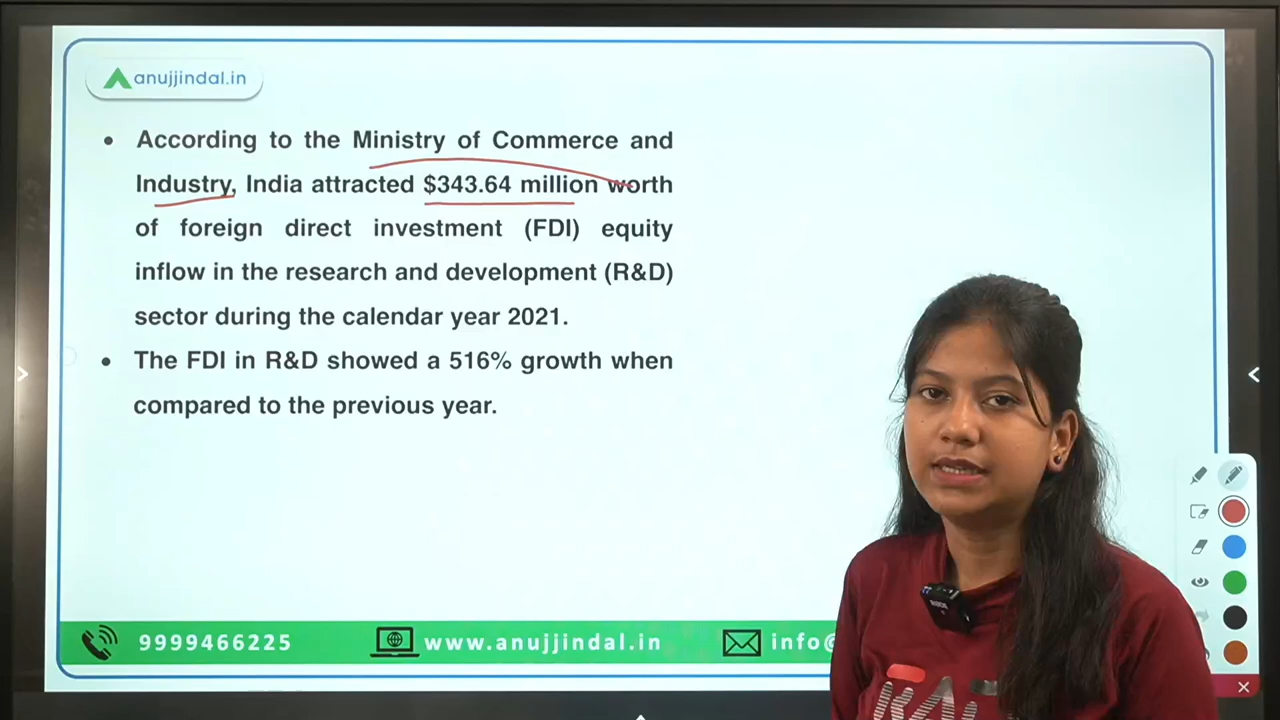 anujjindal.in
• According to the Ministry of Commerce and
Industry, India attracted $343.64 million worth
of foreign direct investment (FDI) equity
inflow in the research and development (R&D)
sector during the calendar year 2021.
• The FDI in R&D showed a 516% growth when
compared to the previous year.
9999466225 www.anujjindal.in info@